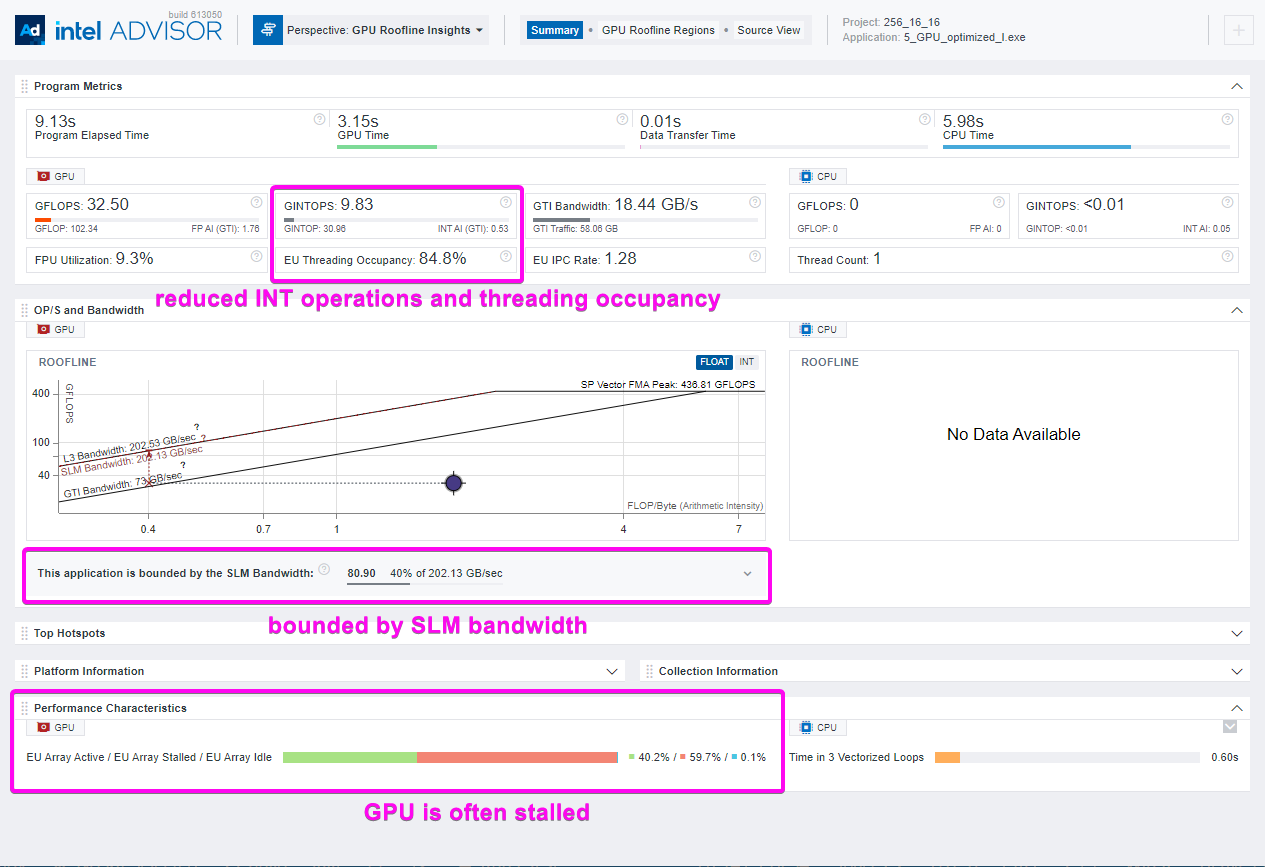 build 613050
Ad intel ADVISOR
Perspective: GPU Roofline Insights
Summary • GPU Roofline Regions • Source View
Project: 256_16_16
Application: 5_GPU_optimized_I.exe
Program Metrics
9.13s
Program Elapsed Time
3.15s
GPU Time
0.01s
Data Transfer Time
5.98s
CPU Time
GPU
GFLOPS: 32.50
GFLOP: 102.34 FP AI (GTI): 1.76
GINTOPS: 9.83
GINTOP: 30.96 INT AI (GTI): 0.53
GTI Bandwidth: 18.44 GB/s
GTI Traffic: 58.06 GB
FPU Utilization: 9.3%
EU Threading Occupancy: 84.8%
EU IPC Rate: 1.28
CPU
GFLOPS: 0
GFLOP: 0 FP AI: 0
GINTOPS: <0.01
GINTOP: <0.01 INT AI: 0.05
Thread Count: 1
reduced INT operations and threading occupancy
OP/S and Bandwidth
GPU
ROOFLINE
FLOAT INT
GFLOPS
SP Vector FMA Peak: 436.81 GFLOPS
400
100
40
L3 Bandwidth: 202.53 GB/sec ?
SLM Bandwidth: 202.13 GB/sec ?
GTI Bandwidth: 73 GB/sec ?
FLOP/Byte (Arithmetic Intensity)
0.4 0.7 1 4 7
CPU
ROOFLINE
No Data Available
This application is bounded by the SLM Bandwidth: 80.90 40% of 202.13 GB/sec
bounded by SLM bandwidth
Top Hotspots
Platform Information
Collection Information
Performance Characteristics
GPU
EU Array Active / EU Array Stalled / EU Array Idle 40.2% / 59.7% / 0.1%
CPU
Time in 3 Vectorized Loops 0.60s
GPU is often stalled